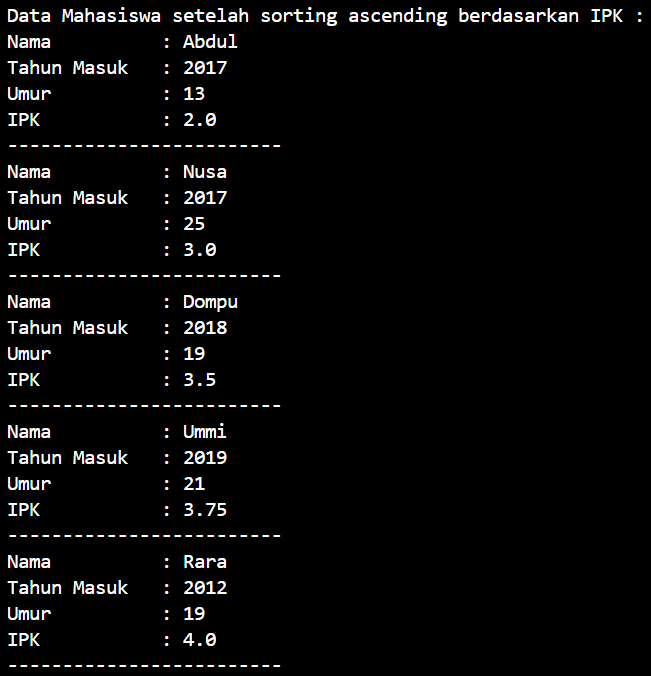 Data Mahasiswa setelah sorting ascending berdasarkan IPK :
Nama          : Abdul
Tahun Masuk   : 2017
Umur          : 13
IPK           : 2.0
-------------------------
Nama          : Nusa
Tahun Masuk   : 2017
Umur          : 25
IPK           : 3.0
-------------------------
Nama          : Dompu
Tahun Masuk   : 2018
Umur          : 19
IPK           : 3.5
-------------------------
Nama          : Ummi
Tahun Masuk   : 2019
Umur          : 21
IPK           : 3.75
-------------------------
Nama          : Rara
Tahun Masuk   : 2012
Umur          : 19
IPK           : 4.0
-------------------------